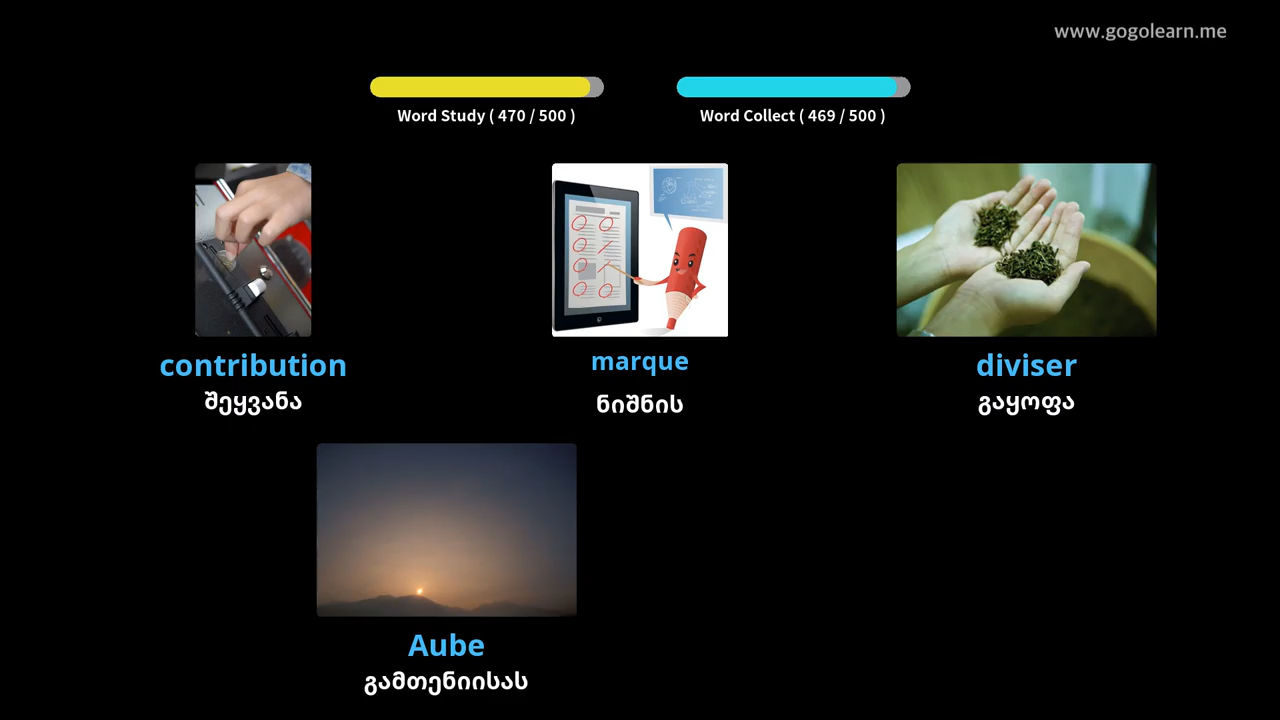 www.gogolearn.me
Word Study ( 470 / 500 )
Word Collect ( 469 / 500 )
contribution
შეყვანა
marque
ნიშნის
diviser
გაყოფა
Aube
გამთენიისას